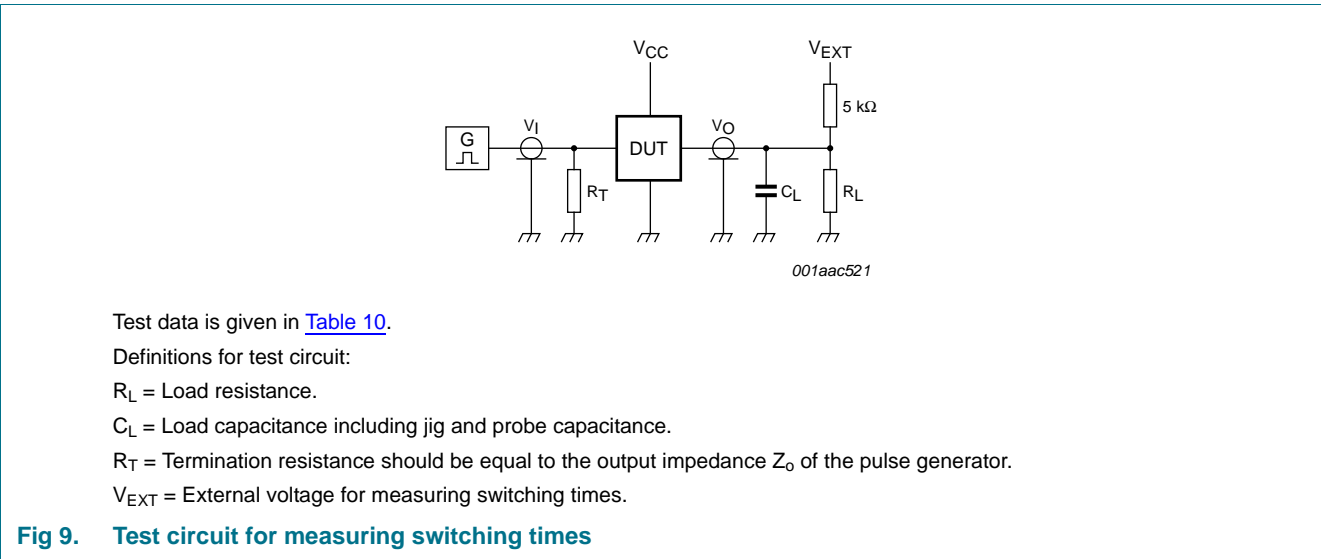 VCC
VEXT
5 kΩ
G
VI
DUT
VO
RT
CL
RL
001aac521
Test data is given in Table 10.
Definitions for test circuit:
RL = Load resistance.
CL = Load capacitance including jig and probe capacitance.
RT = Termination resistance should be equal to the output impedance Zo of the pulse generator.
VEXT = External voltage for measuring switching times.
Fig 9. Test circuit for measuring switching times